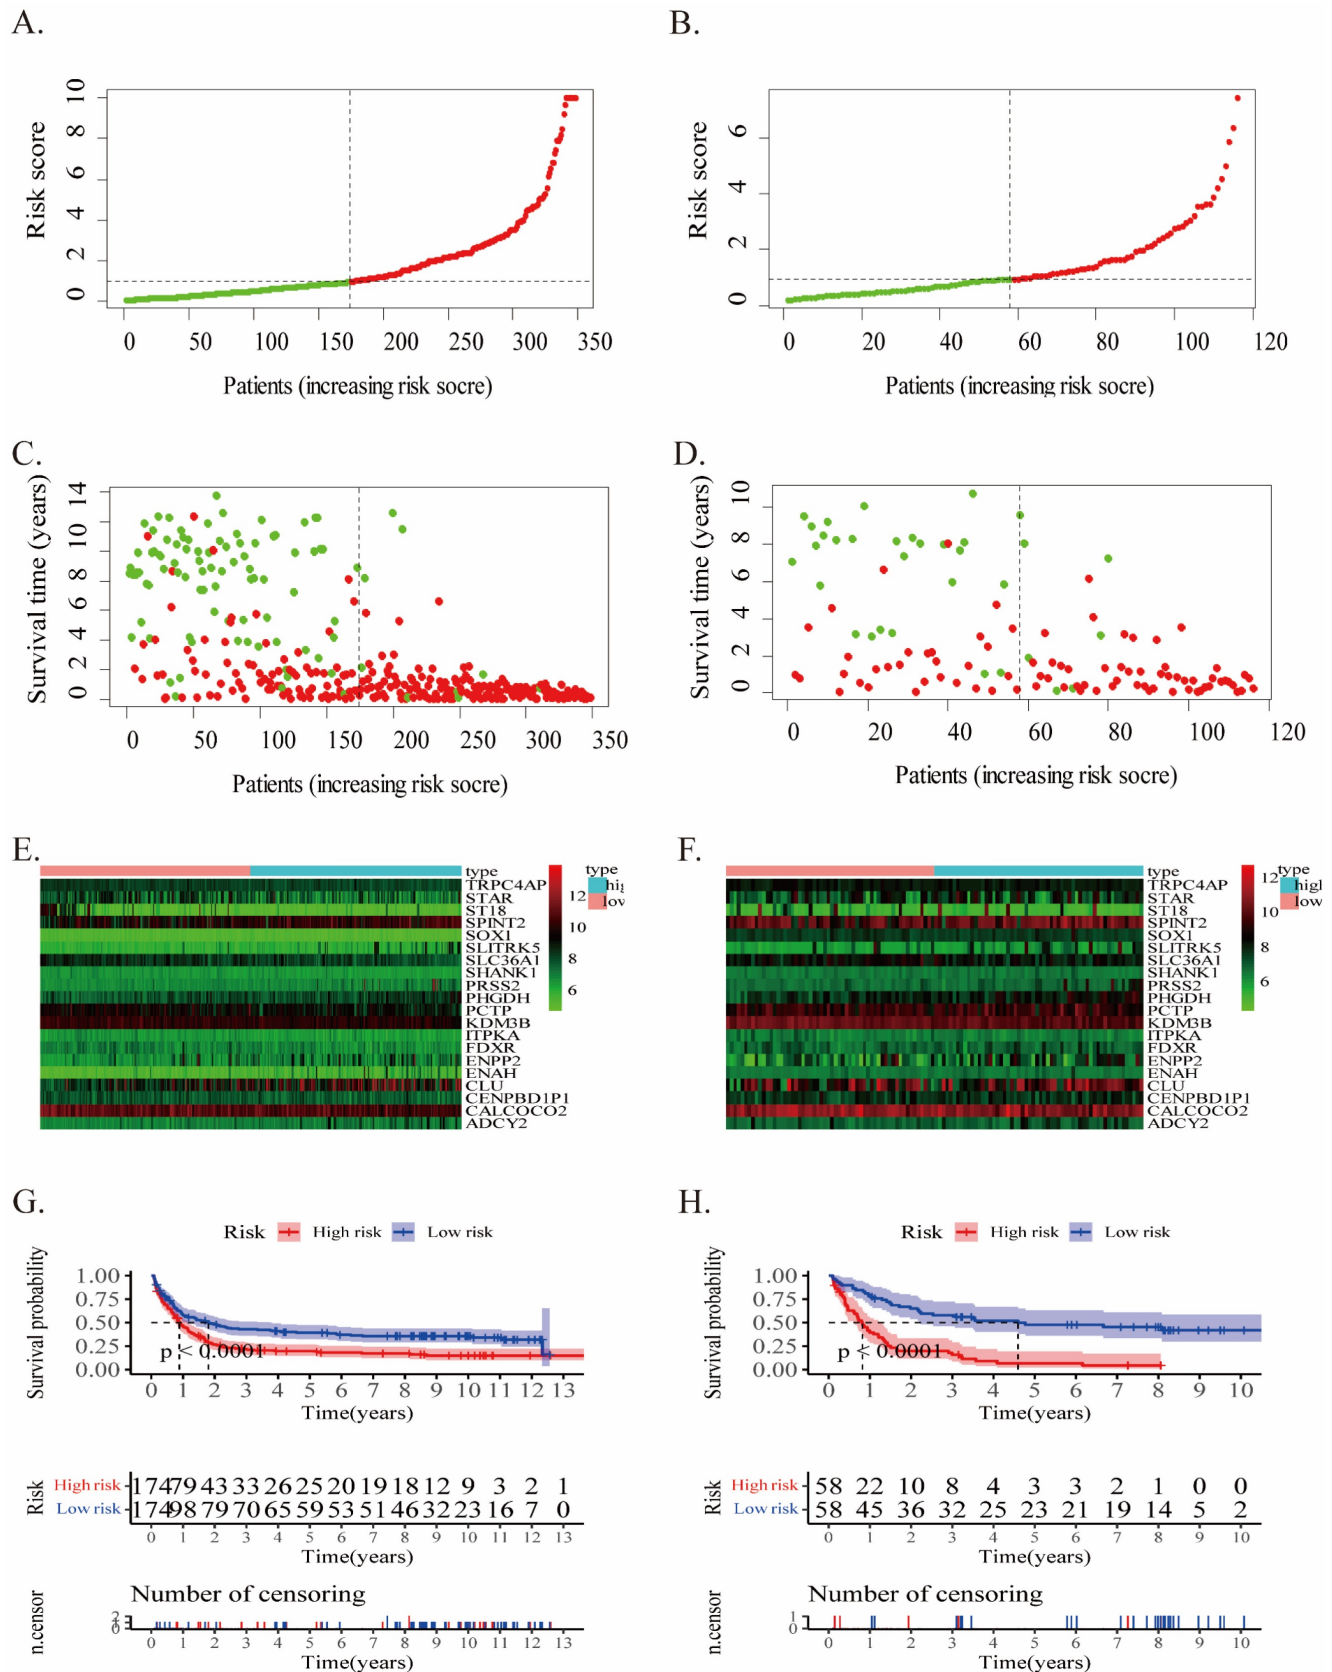 A.
B.
Risk score
0 2 4 6 8 10
0 50 100 150 200 250 300 350
Patients (increasing risk socre)
Risk score
0 2 4 6
0 20 40 60 80 100 120
Patients (increasing risk socre)
C.
D.
Survival time (years)
0 2 4 6 8 10 12 14
0 50 100 150 200 250 300 350
Patients (increasing risk socre)
Survival time (years)
0 2 4 6 8 10
0 20 40 60 80 100 120
Patients (increasing risk socre)
E.
type
TRPC4AP
STAR
ST18
SPINT2
SOX1
SLITRK5
SLC36A1
SHANK1
PRSS2
PHGDH
PCTP
KDM3B
ITPKA
FDXR
ENPP2
ENAH
CLU
CENPBD1P1
CALCOCO2
ADCY2
12
10
8
6
type
low
F.
type
TRPC4AP
STAR
ST18
SPINT2
SOX1
SLITRK5
SLC36A1
SHANK1
PRSS2
PHGDH
PCTP
KDM3B
ITPKA
FDXR
ENPP2
ENAH
CLU
CENPBD1P1
CALCOCO2
ADCY2
12
10
8
6
type
low
G.
Risk High risk Low risk
Survival probability
1.00
0.75
0.50
0.25
0.00
p < 0.0001
0 1 2 3 4 5 6 7 8 9 10 11 12 13
Time(years)
Risk
High risk 174 79 43 33 26 25 20 19 18 12 9 3 2 1
Low risk 174 98 79 70 65 59 53 51 46 32 23 16 7 0
0 1 2 3 4 5 6 7 8 9 10 11 12 13
Time(years)
Number of censoring
n.censor
2
1
0
0 1 2 3 4 5 6 7 8 9 10 11 12 13
Time(years)
H.
Risk High risk Low risk
Survival probability
1.00
0.75
0.50
0.25
0.00
p < 0.0001
0 1 2 3 4 5 6 7 8 9 10
Time(years)
Risk
High risk 58 22 10 8 4 3 3 2 1 0 0
Low risk 58 45 36 32 25 23 21 19 14 5 2
0 1 2 3 4 5 6 7 8 9 10
Time(years)
Number of censoring
n.censor
1
0
0 1 2 3 4 5 6 7 8 9 10
Time(years)